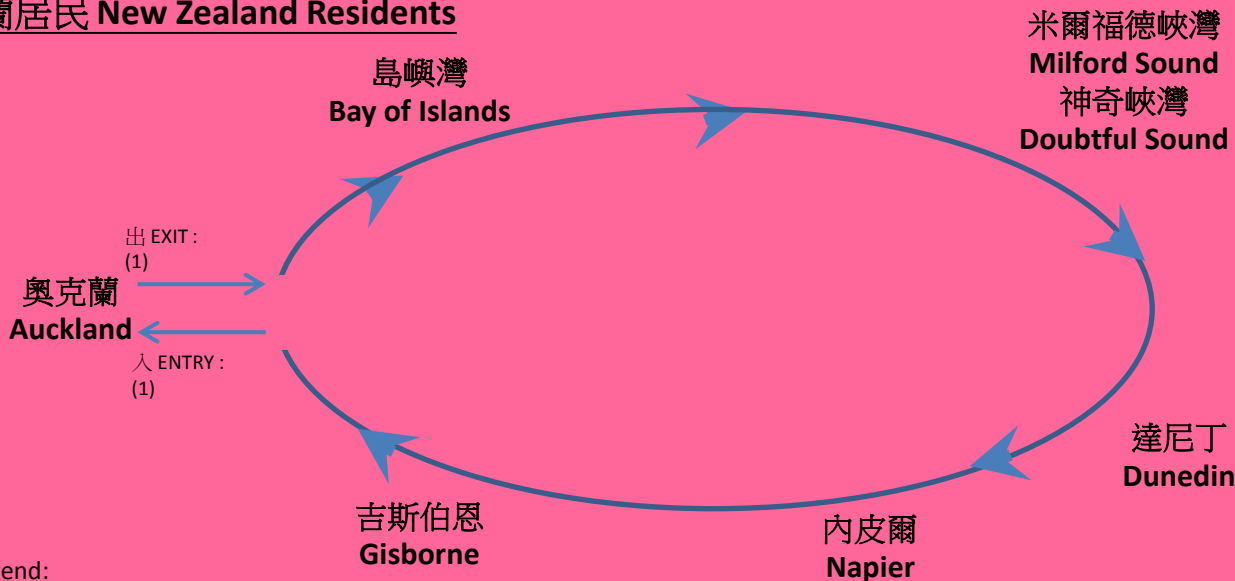 蘭居民 New Zealand Residents
米爾福德峽灣
Milford Sound
神奇峽灣
Doubtful Sound
島嶼灣
Bay of Islands
出 EXIT :
(1)
奧克蘭
Auckland
入 ENTRY :
(1)
達尼丁
Dunedin
吉斯伯恩
Gisborne
內皮爾
Napier
end: